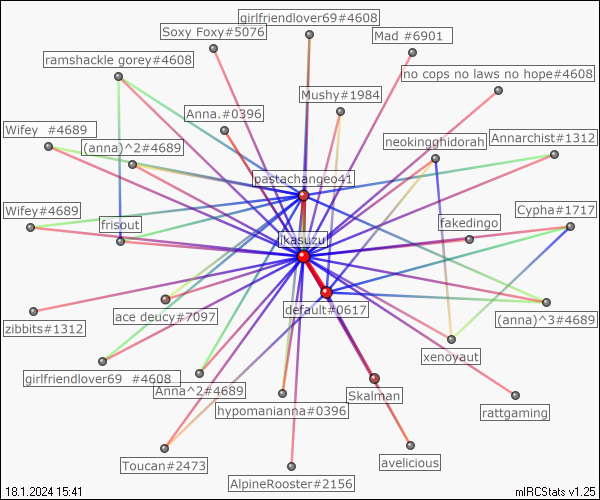 girlfriendlover69#4608
Soxy Foxy#5076
Mad #6901
ramshackle gorey#4608
no cops no laws no hope#4608
Mushy#1984
Anna.#0396
Wifey #4689
(anna)^2#4689
neokingghidorah
Annarchist#1312
pastachangeo41
Wifey#4689
frisout
Cypha#1717
fakedingo
jkasuzu
zibbits#1312
ace deucy#7097
default#0617
(anna)^3#4689
xenoyaut
girlfriendlover69 #4608
Anna^2#4689
Skalman
hypomanianna#0396
rattgaming
Toucan#2473
avelicious
AlpineRooster#2156
18.1.2024 15:41
mIRCStats v1.25